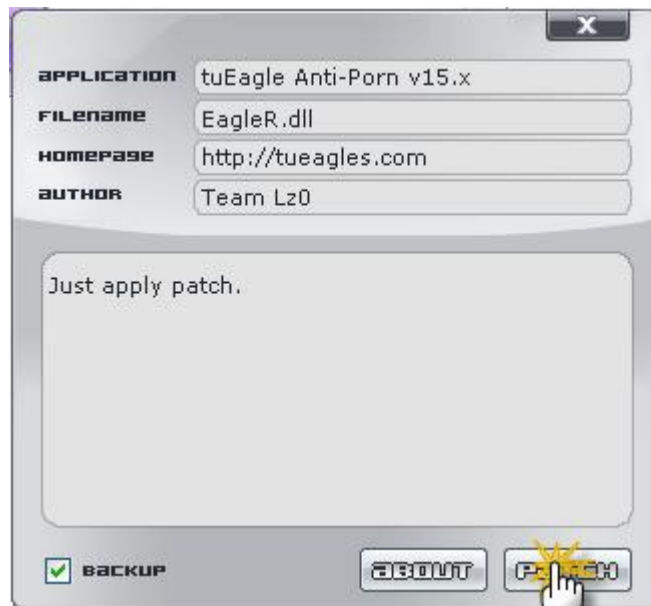 X
APPLICATION tuEagle Anti-Porn v15.x
FILENAME EagleR.dll
HOMEPAGE http://tueagles.com
AUTHOR Team Lz0
Just apply patch.
BACKUP ABOUT PATCH